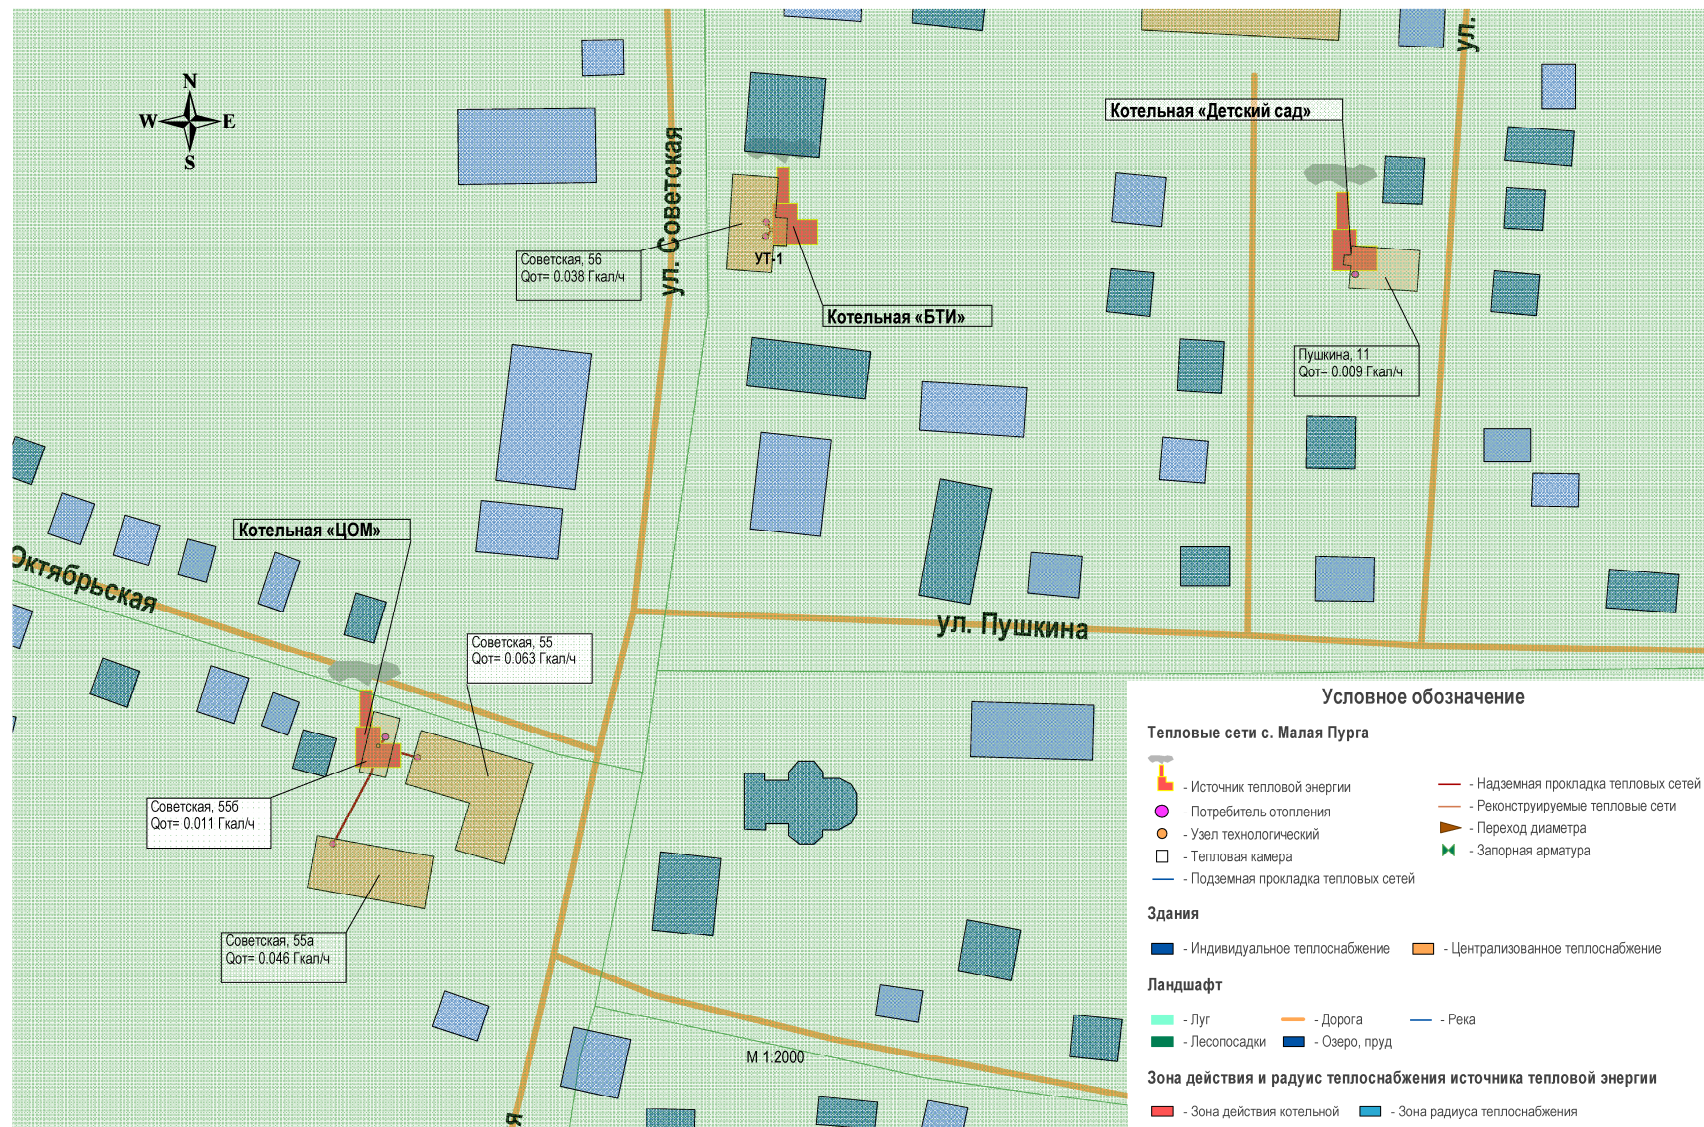 N
W E
S
ул.
Котельная «Детский сад»
ул. Советская
Советская, 56
Qот= 0.038 Гкал/ч
УТ-1
Котельная «БТИ»
Пушкина, 11
Qот– 0.009 Гкал/ч
Котельная «ЦОМ»
Октябрьская
ул. Пушкина
Советская, 55
Qот= 0.063 Гкал/ч
Советская, 55б
Qот= 0.011 Гкал/ч
Советская, 55а
Qот= 0.046 Гкал/ч
М 1:2000
я
Условное обозначение
Тепловые сети с. Малая Пурга
- Источник тепловой энергии
Потребитель отопления
- Узел технологический
- Тепловая камера
- Подземная прокладка тепловых сетей
- Надземная прокладка тепловых сетей
- Реконструируемые тепловые сети
- Переход диаметра
- Запорная арматура
Здания
- Индивидуальное теплоснабжение - Централизованное теплоснабжение
Ландшафт
- Луг - Дорога - Река
- Лесопосадки - Озеро, пруд
Зона действия и радуис теплоснабжения источника тепловой энергии
- Зона действия котельной - Зона радиуса теплоснабжения